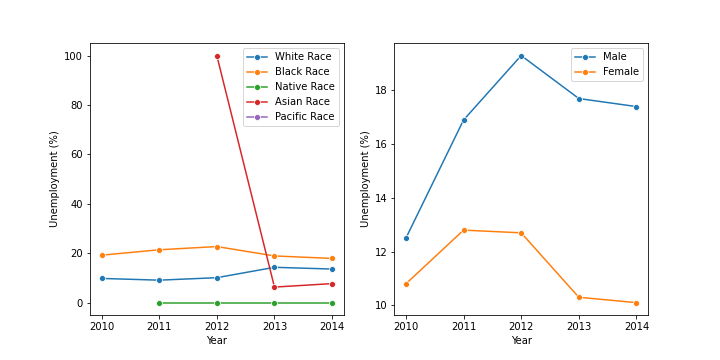 100
80
60
40
20
0
Unemployment (%)
2010 2011 2012 2013 2014
Year
White Race
Black Race
Native Race
Asian Race
Pacific Race
18
16
14
12
10
Unemployment (%)
2010 2011 2012 2013 2014
Year
Male
Female